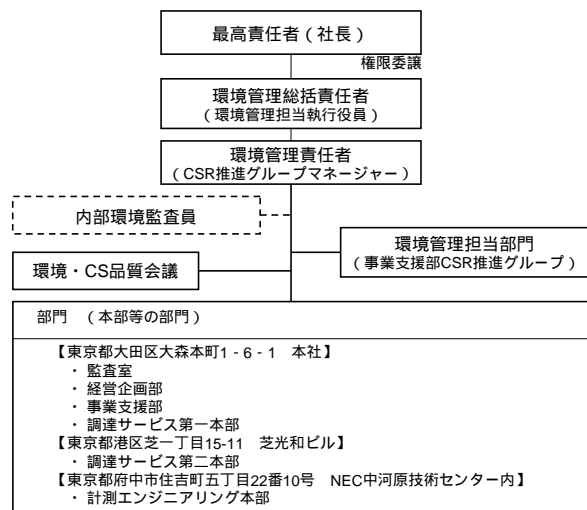 最高責任者（社長）
権限委譲
環境管理総括責任者
（環境管理担当執行役員）
環境管理責任者
（CSR推進グループマネージャー）
内部環境監査員
環境管理担当部門
（事業支援部CSR推進グループ）
環境・CS品質会議
部門　（本部等の部門）
【東京都大田区大森本町1‐6‐1　本社】
・ 監査室
・ 経営企画部
・ 事業支援部
・ 調達サービス第一本部
【東京都港区芝一丁目15-11　芝光和ビル】
・ 調達サービス第二本部
【東京都府中市住吉町五丁目22番10号　NEC中河原技術センター内】
・ 計測エンジニアリング本部